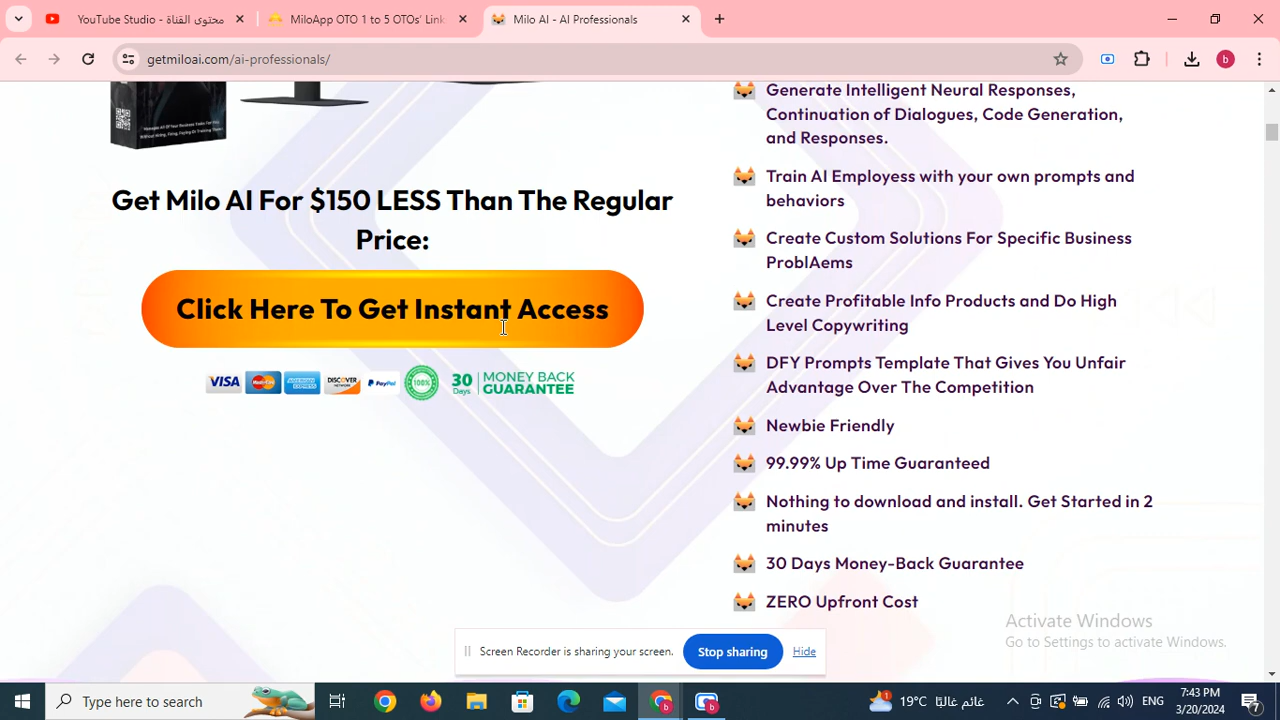 YouTube Studio - محتوى القناة
MiloApp OTO 1 to 5 OTOs' Link
Milo AI - AI Professionals
getmiloai.com/ai-professionals/
b
Generate Intelligent Neural Responses,
Continuation of Dialogues, Code Generation,
and Responses.
Train AI Employess with your own prompts and
behaviors
Create Custom Solutions For Specific Business
ProblAems
Create Profitable Info Products and Do High
Level Copywriting
DFY Prompts Template That Gives You Unfair
Advantage Over The Competition
Newbie Friendly
99.99% Up Time Guaranteed
Nothing to download and install. Get Started in 2
minutes
30 Days Money-Back Guarantee
ZERO Upfront Cost
Get Milo AI For $150 LESS Than The Regular
Price:
Click Here To Get Instant Access
VISA
DISCOVER
PayPal
100%
30 Days
MONEY BACK
GUARANTEE
Activate Windows
Go to Settings to activate Windows.
Screen Recorder is sharing your screen.
Stop sharing
Hide
Type here to search
1
19°C غائم غالبًا
ENG
7:43 PM
3/20/2024
7